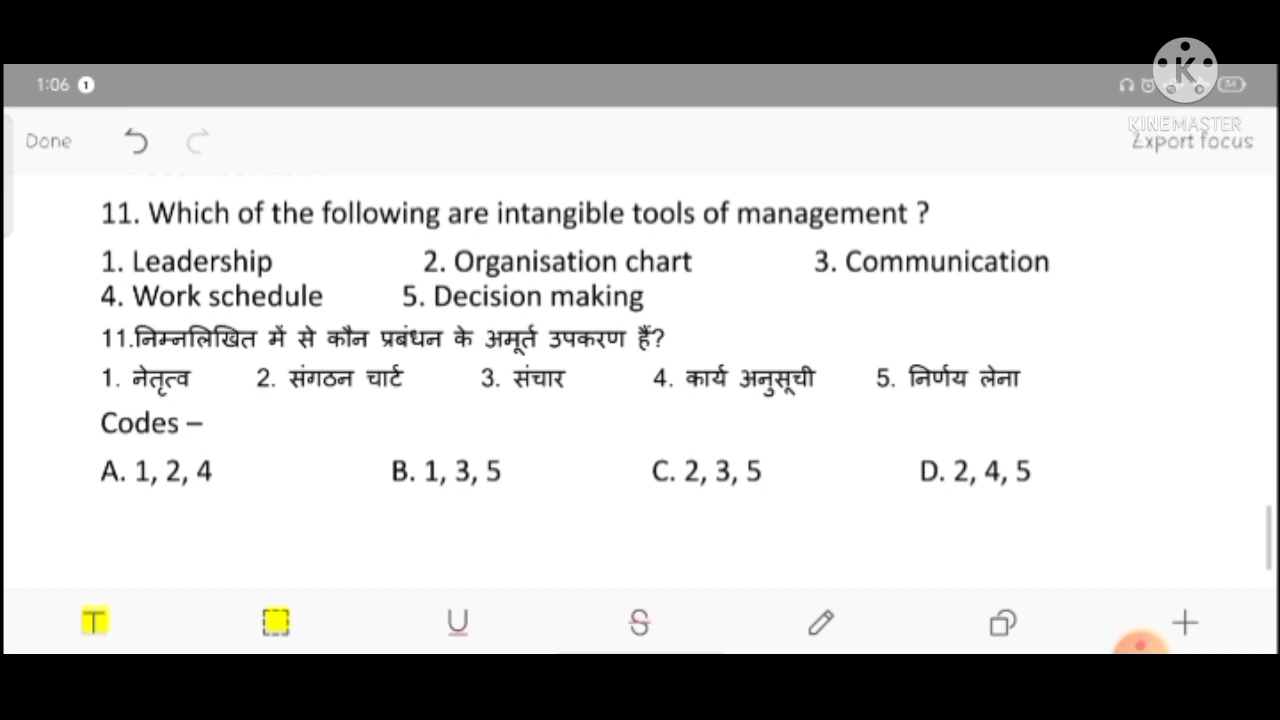 1:06 1
54
KINEMASTER
Done
Export focus
11. Which of the following are intangible tools of management ?
1. Leadership 2. Organisation chart 3. Communication
4. Work schedule 5. Decision making
11.निम्नलिखित में से कौन प्रबंधन के अमूर्त उपकरण हैं?
1. नेतृत्व 2. संगठन चार्ट 3. संचार 4. कार्य अनुसूची 5. निर्णय लेना
Codes –
A. 1, 2, 4 B. 1, 3, 5 C. 2, 3, 5 D. 2, 4, 5
T U S